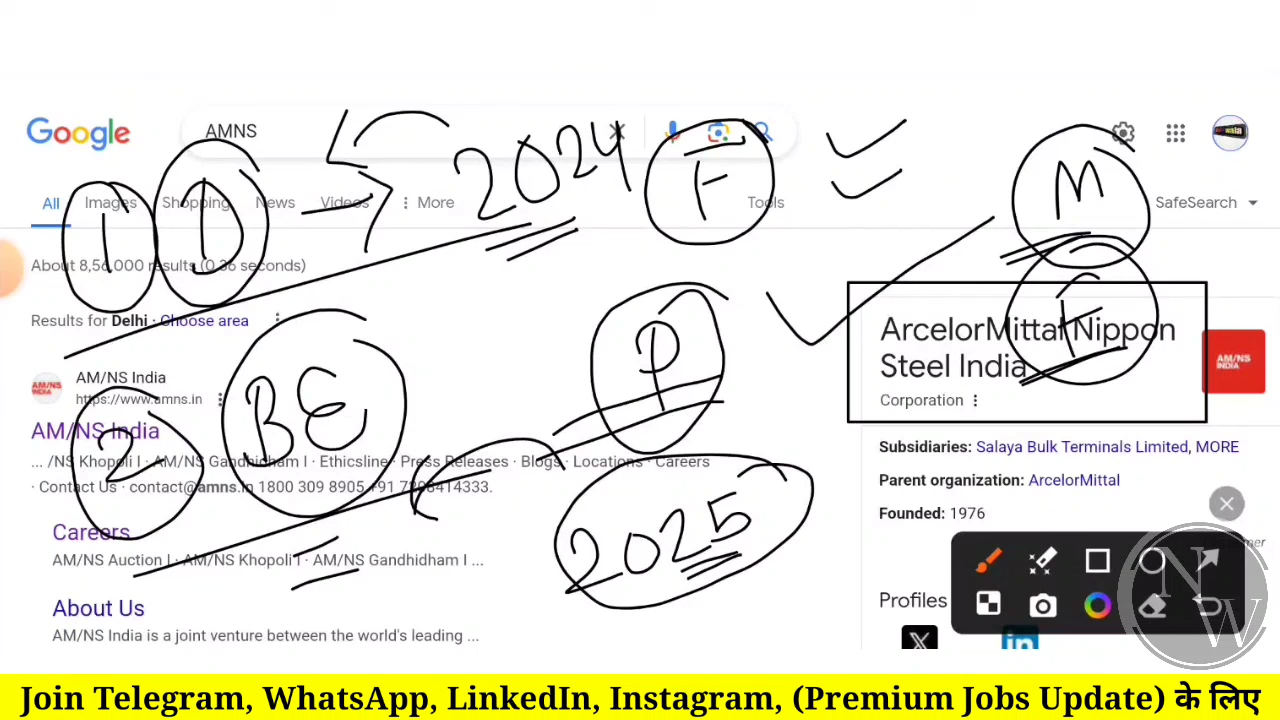 Google
AMNS
All Images Shopping News Videos More Tools SafeSearch
About 8,56,000 results (0.36 seconds)
Results for Delhi · Choose area
AM/NS India
https://www.amns.in
AM/NS India
... /NS Khopoli I · AM/NS Gandhidham I · Ethicsline · Press Releases · Blogs · Locations · Careers
· Contact Us · contact@amns.in 1800 309 8905 +91 7208414333.
Careers
AM/NS Auction I · AM/NS Khopoli I · AM/NS Gandhidham I ...
About Us
AM/NS India is a joint venture between the world's leading ...
1 D 2024 F M
F
2 BE P
2025
ArcelorMittal Nippon
Steel India
Corporation
AM/NS
INDIA
Subsidiaries: Salaya Bulk Terminals Limited, MORE
Parent organization: ArcelorMittal
Founded: 1976
Profiles
X
in
N
W
Join Telegram, WhatsApp, LinkedIn, Instagram, (Premium Jobs Update) के लिए